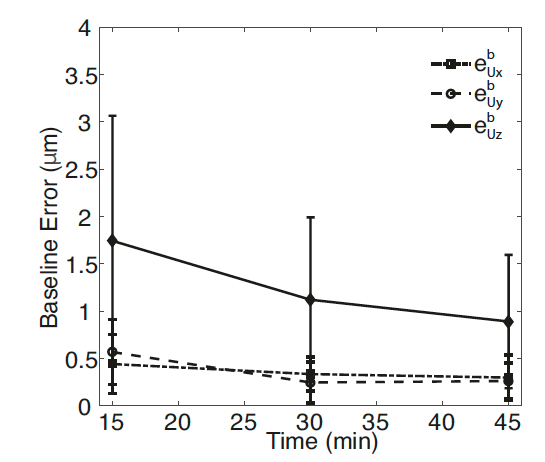 4
3.5
3
2.5
2
1.5
1
0.5
0
Baseline Error (μm)
e^b_Ux
e^b_Uy
e^b_Uz
15 20 25 30 35 40 45
Time (min)